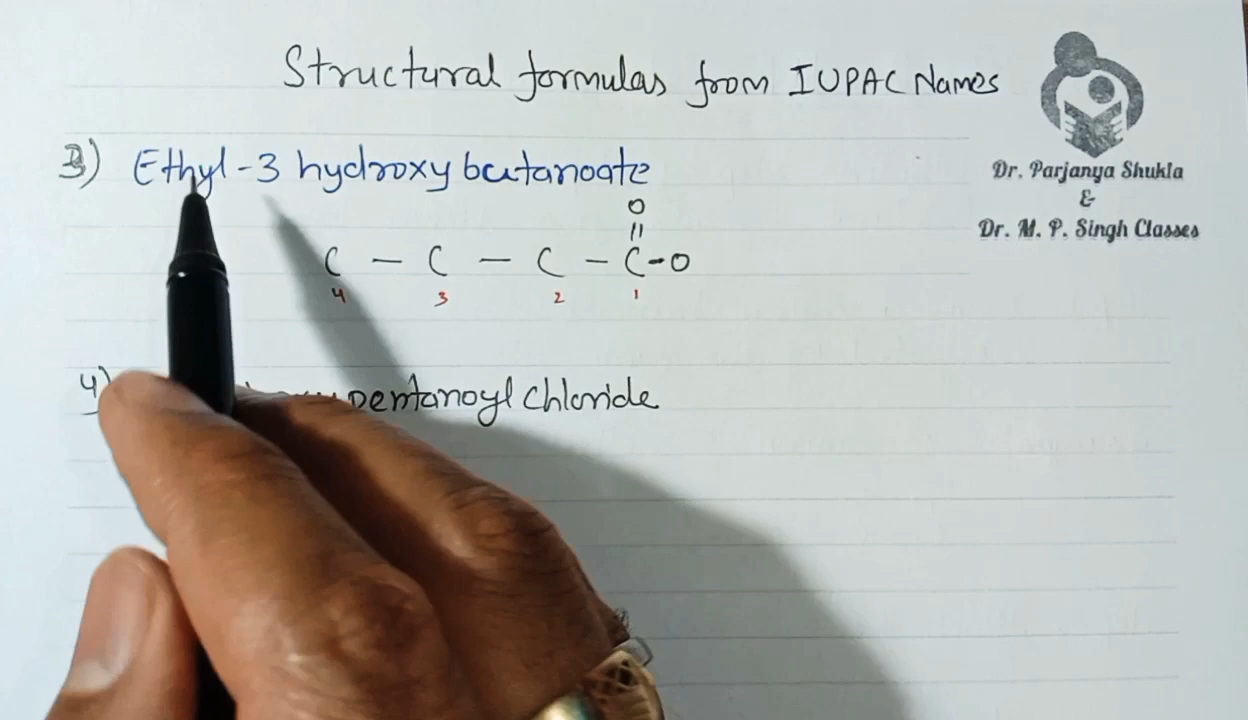 Structural formulas from IUPAC Names
3) Ethyl-3 hydroxy butanoate
O
||
C — C — C — C-O
4 3 2 1
4) pentanoyl chloride
Dr. Parjanya Shukla
&
Dr. M. P. Singh Classes